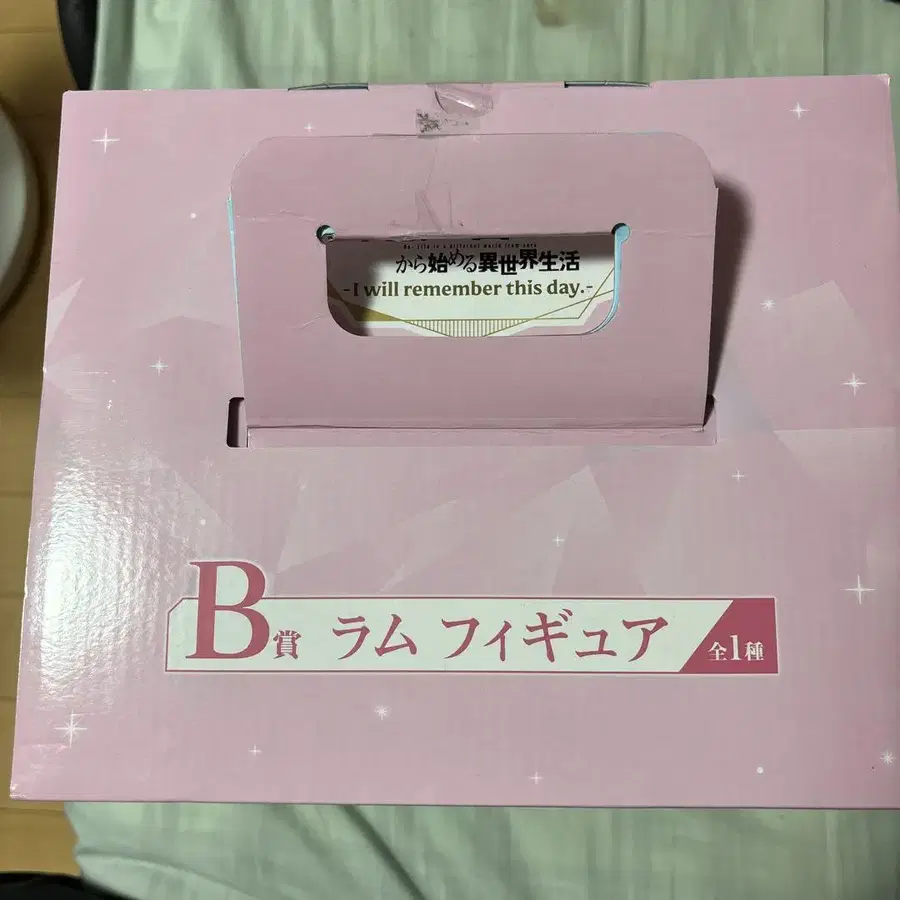 から始める異世界生活
-I will remember this day.-
B賞 ラム フィギュア 全1種